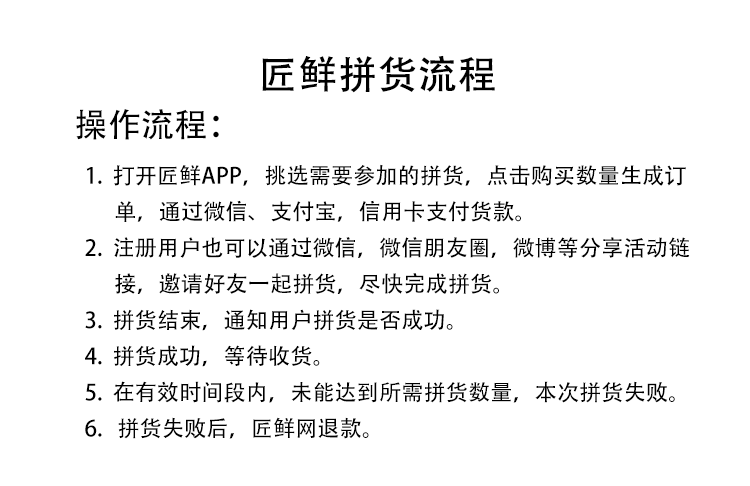 匠鲜拼货流程
操作流程：
1. 打开匠鲜APP，挑选需要参加的拼货，点击购买数量生成订
单，通过微信、支付宝，信用卡支付货款。
2. 注册用户也可以通过微信，微信朋友圈，微博等分享活动链
接，邀请好友一起拼货，尽快完成拼货。
3. 拼货结束，通知用户拼货是否成功。
4. 拼货成功，等待收货。
5. 在有效时间段内，未能达到所需拼货数量，本次拼货失败。
6. 拼货失败后，匠鲜网退款。